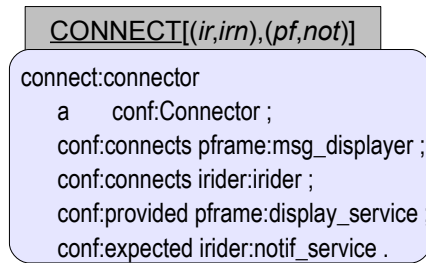 CONNECT[(ir,irn),(pf,not)]
connect:connector
a conf:Connector ;
conf:connects pframe:msg_displayer ;
conf:connects irider:irider ;
conf:provided pframe:display_service ;
conf:expected irider:notif_service .